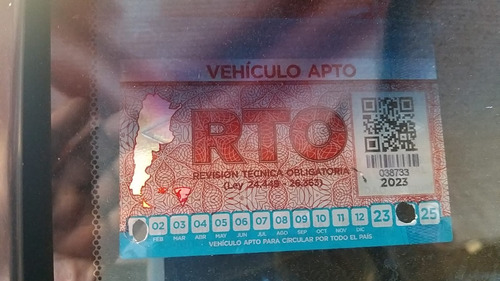 VEHÍCULO APTO
RTO
REVISIÓN TÉCNICA OBLIGATORIA
(Ley 24.449 - 26.363)
038733
2023
02 03 04 05 06 07 08 09 10 11 12 23 25
FEB MAR ABR MAY JUN JUL AGO SEP OCT NOV DIC
VEHÍCULO APTO PARA CIRCULAR POR TODO EL PAÍS